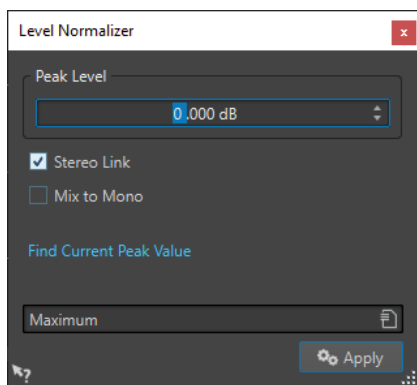 Level Normalizer
Peak Level
0.000 dB
Stereo Link
Mix to Mono
Find Current Peak Value
Maximum
Apply